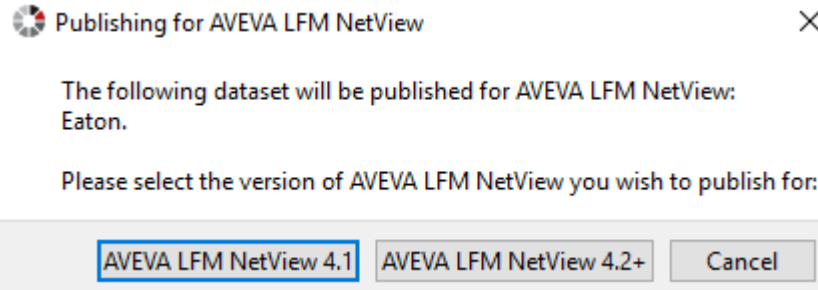 Publishing for AVEVA LFM NetView
The following dataset will be published for AVEVA LFM NetView:
Eaton.
Please select the version of AVEVA LFM NetView you wish to publish for:
AVEVA LFM NetView 4.1 AVEVA LFM NetView 4.2+ Cancel